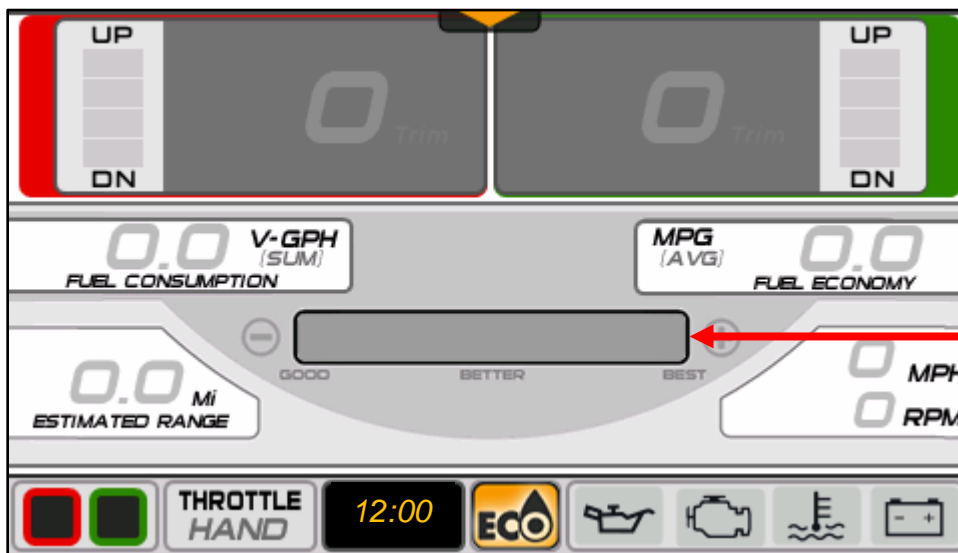 UP
UP
0 Trim
0 Trim
DN
DN
0.0 V-GPH
(SUM)
FUEL CONSUMPTION
MPG 0.0
(AVG)
FUEL ECONOMY
GOOD BETTER BEST
0.0 Mi
ESTIMATED RANGE
0 MPH
0 RPM
THROTTLE
HAND
12:00
ECO